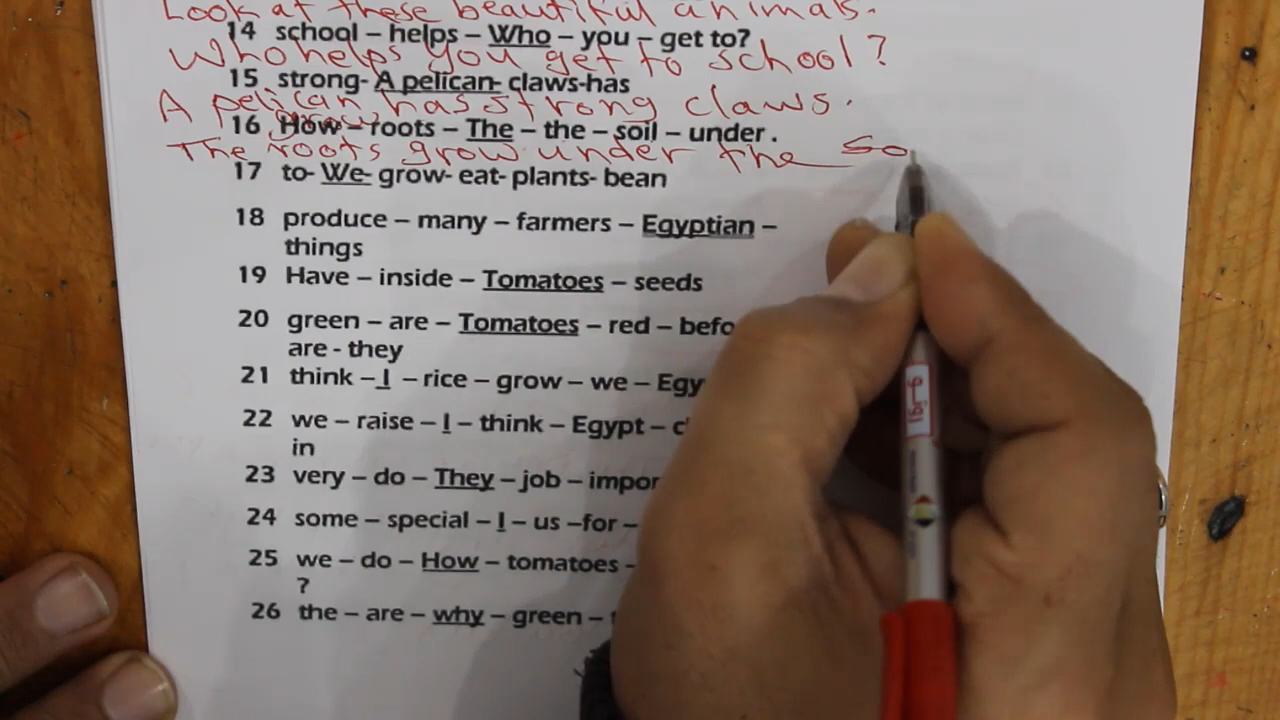 Look at these beautiful animals.
14 school – helps – Who – you – get to?
Who helps you get to school?
15 strong- A pelican- claws-has
A pelican has strong claws.
grow
16 How – roots – The – the – soil – under .
The roots grow under the so
17 to- We- grow- eat- plants- bean
18 produce – many – farmers – Egyptian –
things
19 Have – inside – Tomatoes – seeds
20 green – are – Tomatoes – red – befo
are - they
21 think – I – rice – grow – we – Egy
22 we – raise – I – think – Egypt – c
in
23 very – do – They – job – impor
24 some – special – I – us –for –
25 we – do – How – tomatoes -
?
26 the – are – why – green –